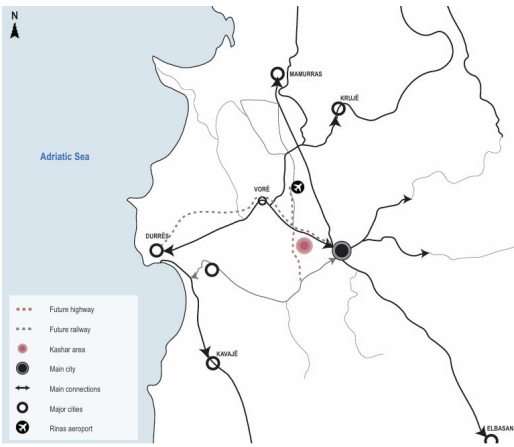 N
MAMURRAS
KRUJË
Adriatic Sea
VORË
DURRËS
KAVAJË
ELBASAN
Future highway
Future railway
Kashar area
Main city
Main connections
Major cities
Rinas aeroport